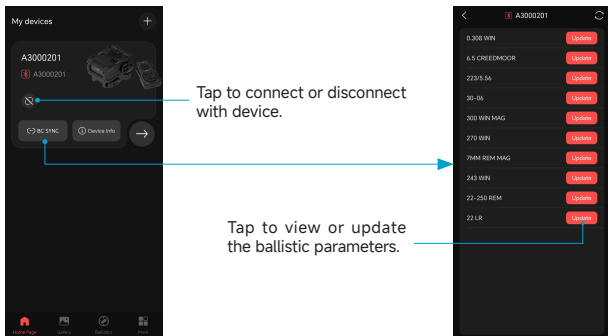 My devices
+
A3000201
A3000201
BC SYNC
Device Info
Home Page
Gallery
Ballistics
More
Tap to connect or disconnect
with device.
Tap to view or update
the ballistic parameters.
A3000201
0.308 WIN Update
6.5 CREEDMOOR Update
223/5.56 Update
30-06 Update
300 WIN MAG Update
270 WIN Update
7MM REM MAG Update
243 WIN Update
22-250 REM Update
22 LR Update